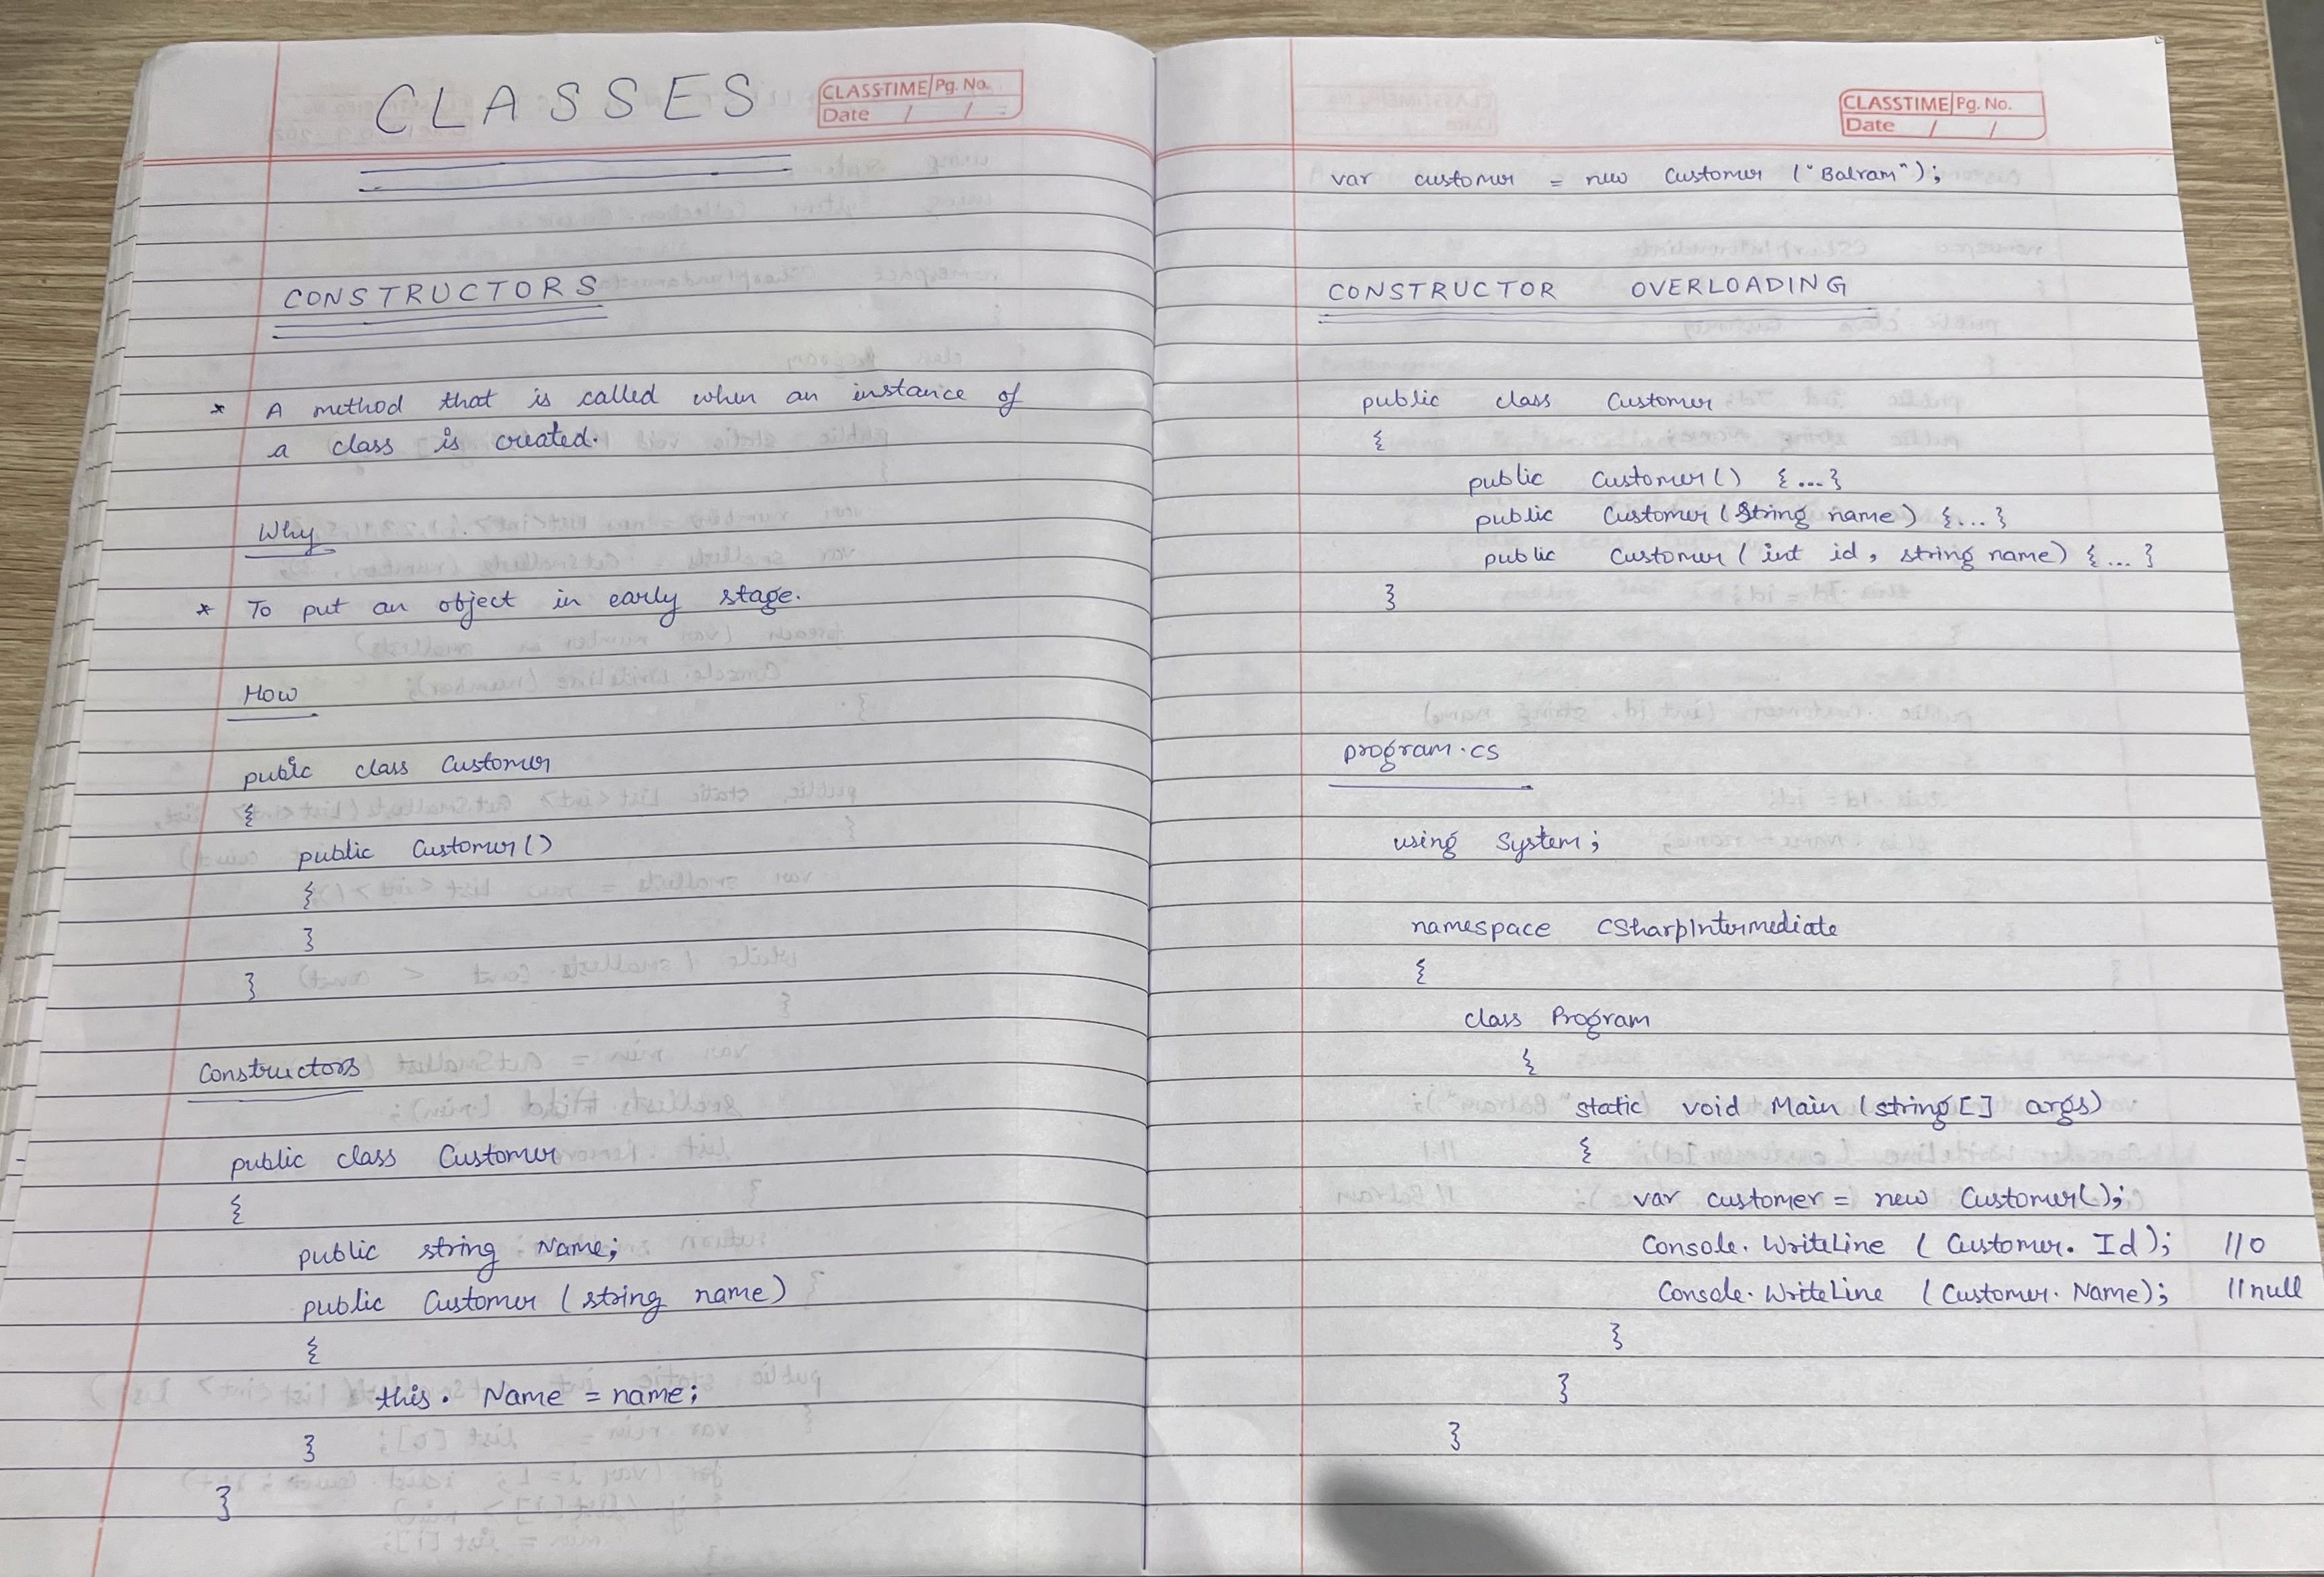 CLASSES
CLASSTIME Pg. No.
Date / /
CONSTRUCTORS
* A method that is called when an instance of
a class is created.
Why
* To put an object in early stage.
How
public class Customer
{
public Customer()
{
}
}
Constructors
public class Customer
{
public string Name;
public Customer (string name)
{
this. Name = name;
}
}
CLASSTIME Pg. No.
Date / /
var customer = new Customer ("Balram");
CONSTRUCTOR OVERLOADING
public class Customer
{
public Customer() {...}
public Customer (String name) {...}
public Customer (int id, string name) {...}
}
program.cs
using System;
namespace CSharpIntermediate
{
class Program
{
static void Main (string[] args)
{
var customer = new Customer();
Console. WriteLine (Customer. Id); //0
Console. WriteLine (Customer. Name); //null
}
}
}